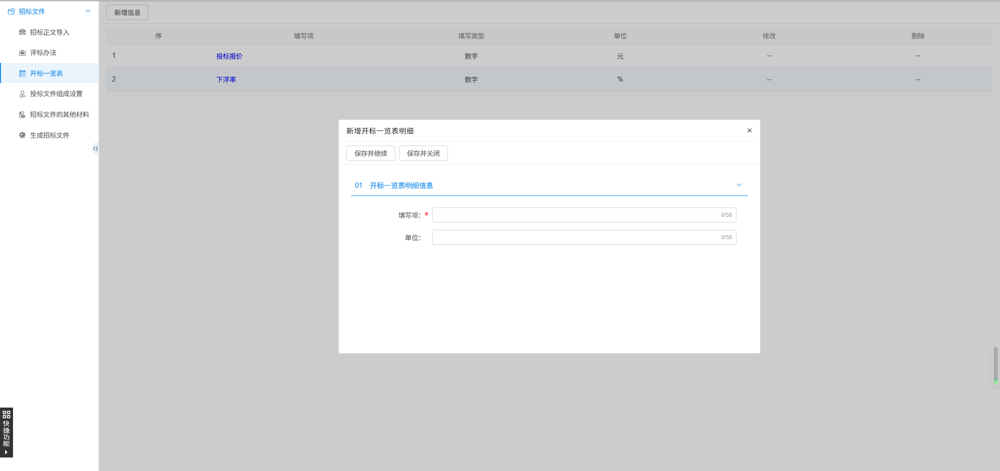 招标文件
招标正文导入
评标办法
开标一览表
投标文件组成设置
招标文件的其他材料
生成招标文件
快捷功能
新增信息
序 填写项 填写类型 单位 修改 删除
1 投标报价 数字 元 -- --
2 下浮率 数字 % -- --
新增开标一览表明细
保存并继续 保存并关闭
01 开标一览表明细信息
填写项：* 0/50
单位： 0/50